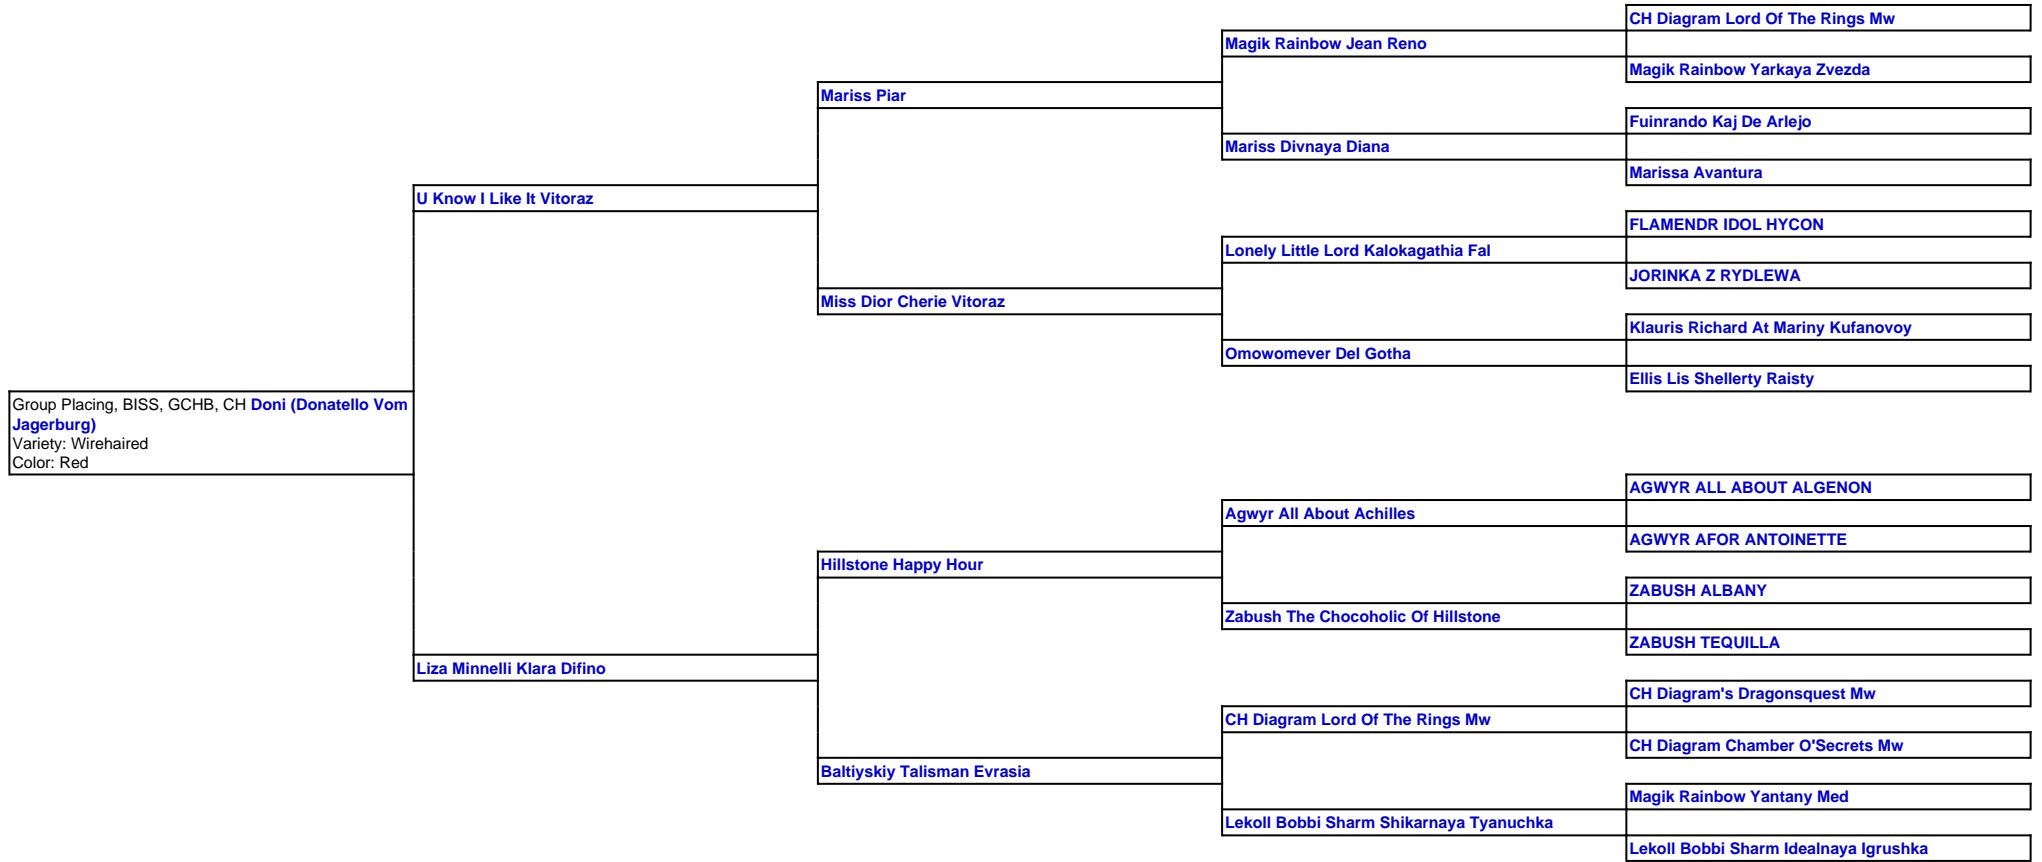 CH Diagram Lord Of The Rings Mw
Magik Rainbow Jean Reno
Magik Rainbow Yarkaya Zvezda
Mariss Piar
Fuinrando Kaj De Arlejo
Mariss Divnaya Diana
Marissa Avantura
U Know I Like It Vitoraz
FLAMENDR IDOL HYCON
Lonely Little Lord Kalokagathia Fal
JORINKA Z RYDLEWA
Miss Dior Cherie Vitoraz
Klauris Richard At Mariny Kufanovoy
Omowomever Del Gotha
Ellis Lis Shellerty Raisty
Group Placing, BISS, GCHB, CH Doni (Donatello Vom
Jagerburg)
Variety: Wirehaired
Color: Red
AGWYR ALL ABOUT ALGENON
Agwyr All About Achilles
AGWYR AFOR ANTOINETTE
Hillstone Happy Hour
ZABUSH ALBANY
Zabush The Chocoholic Of Hillstone
ZABUSH TEQUILLA
Liza Minnelli Klara Difino
CH Diagram's Dragonsquest Mw
CH Diagram Lord Of The Rings Mw
CH Diagram Chamber O'Secrets Mw
Baltiyskiy Talisman Evrasia
Magik Rainbow Yantany Med
Lekoll Bobbi Sharm Shikarnaya Tyanuchka
Lekoll Bobbi Sharm Idealnaya Igrushka